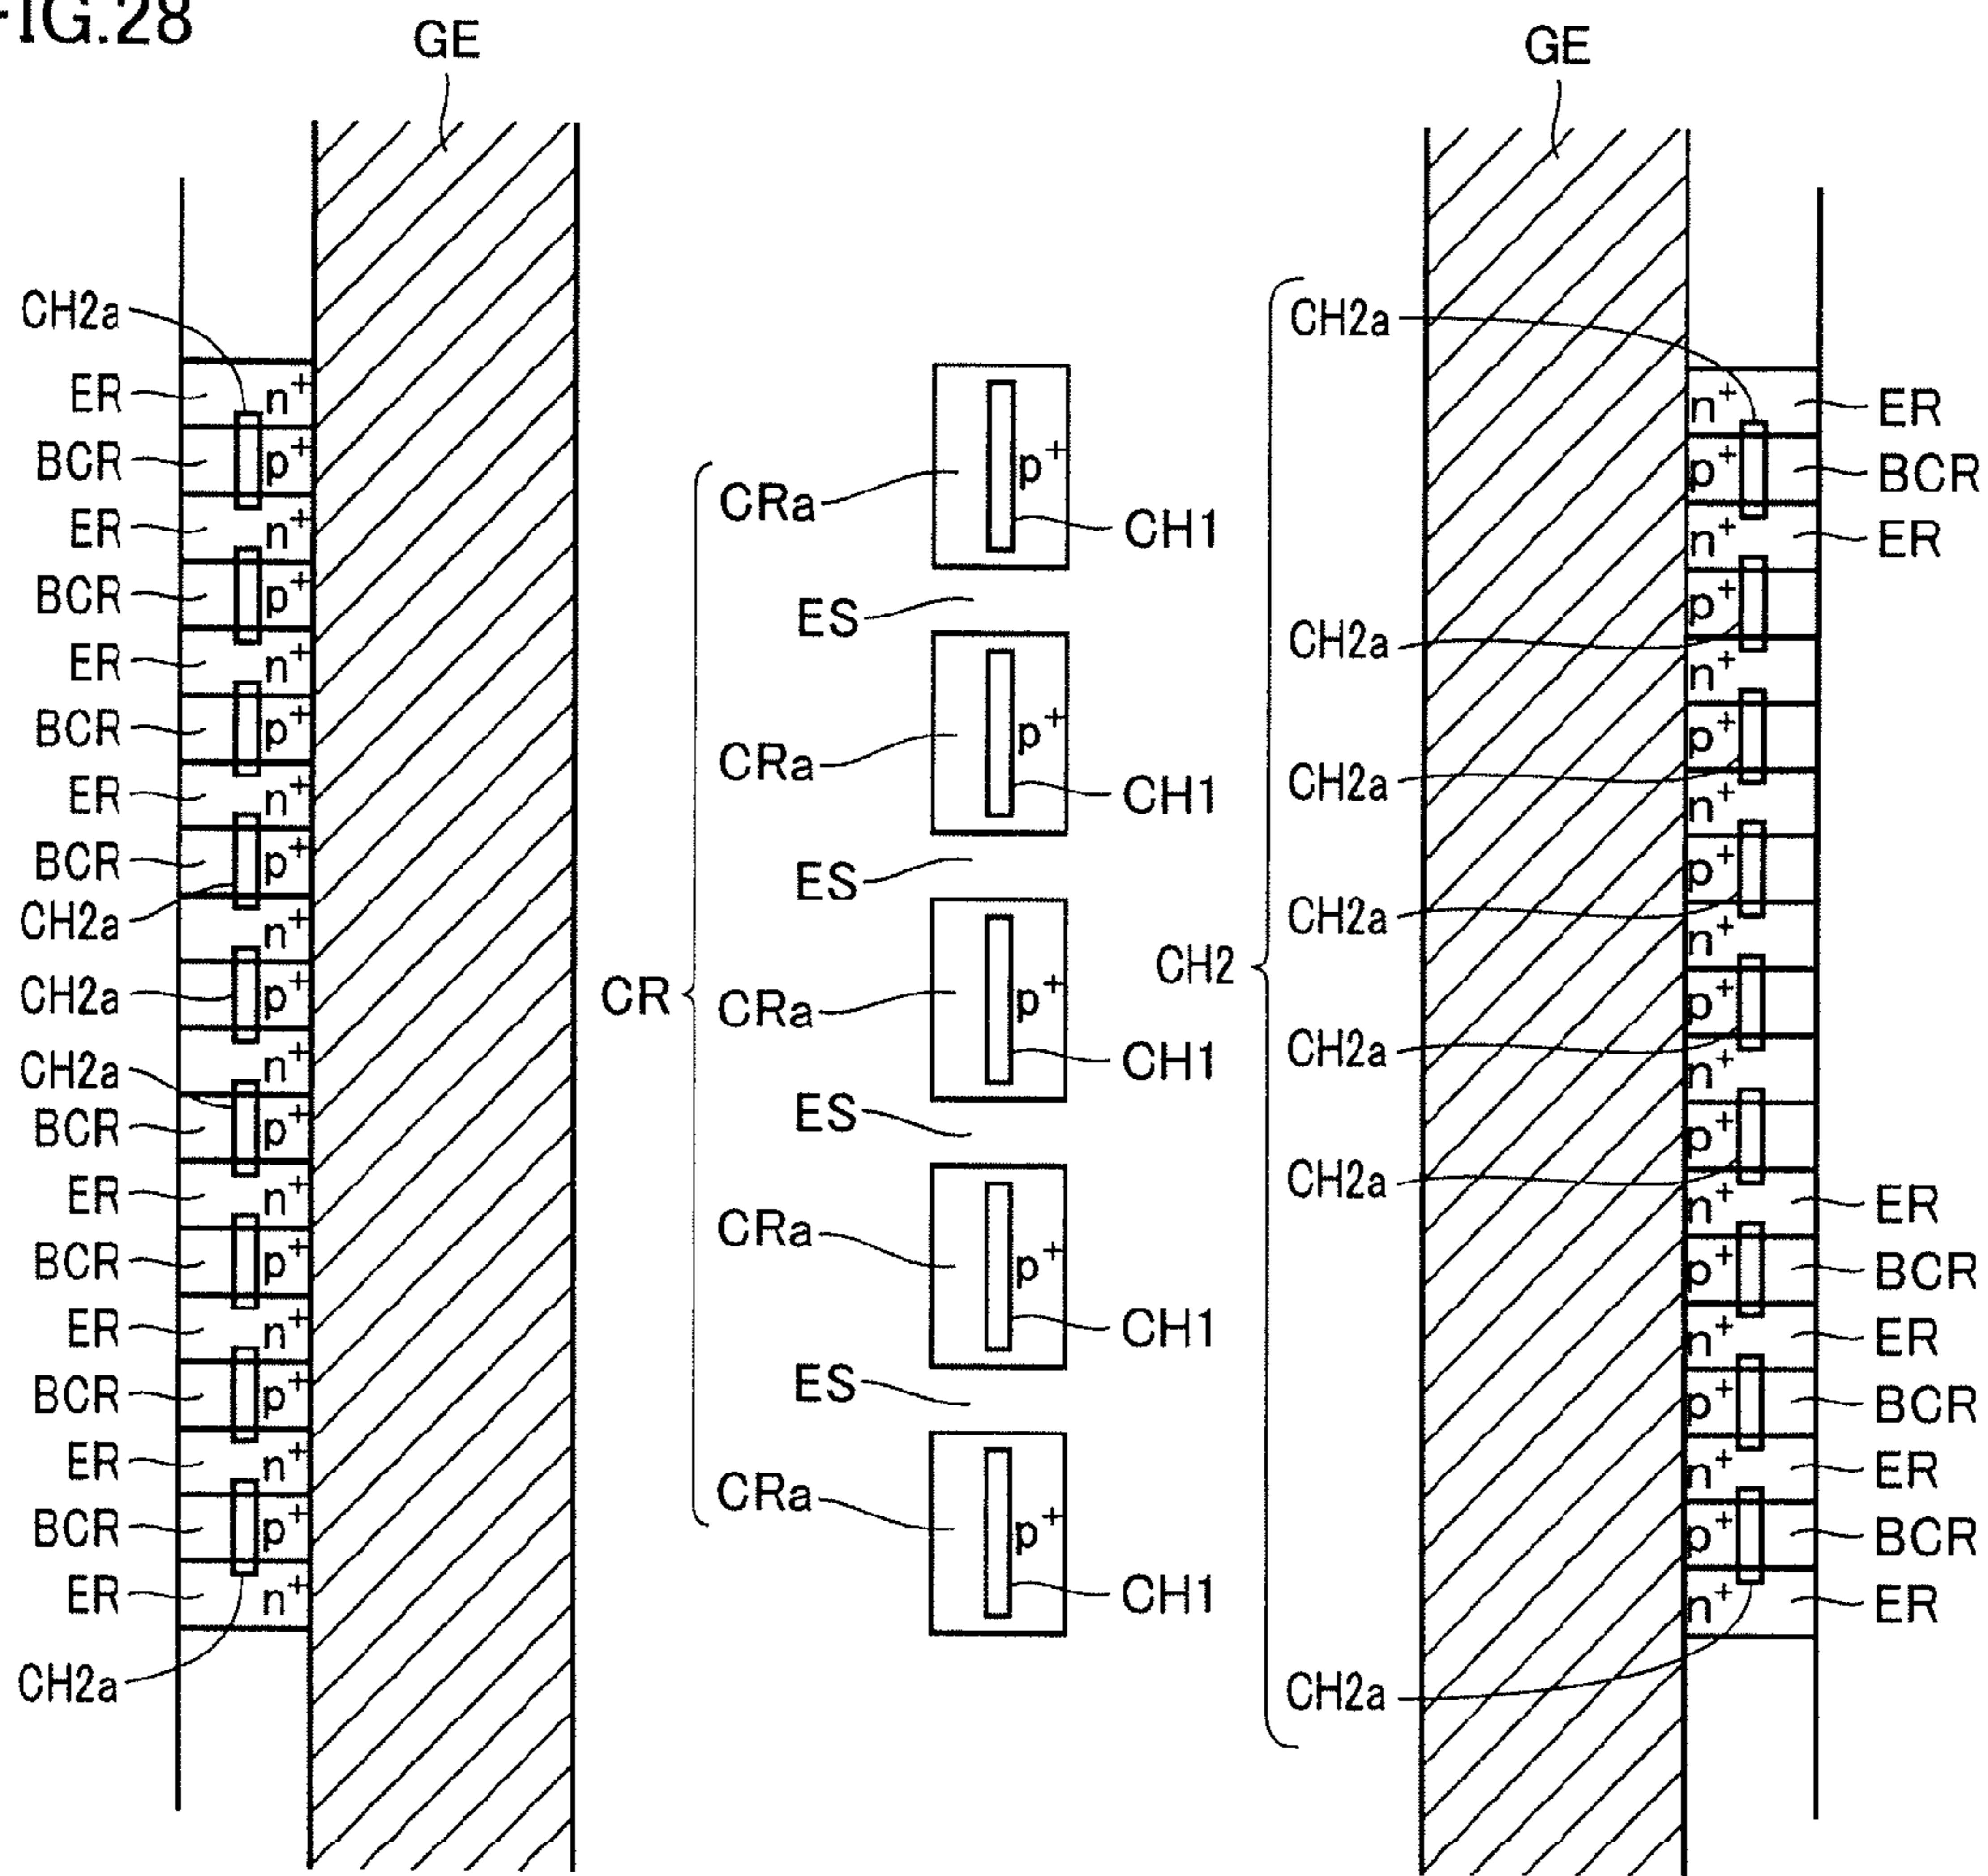 FIG.28
GE
GE
CH2a
ER
BCR
ER
BCR
ER
BCR
ER
BCR
CH2a
CH2a
CH2a
BCR
ER
BCR
ER
BCR
ER
BCR
ER
CH2a
n+
p+
n+
p+
n+
p+
n+
p+
n+
p+
n+
p+
n+
p+
n+
p+
n+
p+
n+
CR
CRa
p+
CH1
ES
CRa
p+
CH1
ES
CRa
p+
CH1
ES
CRa
p+
CH1
ES
CRa
p+
CH1
CH2
CH2a
CH2a
CH2a
CH2a
CH2a
CH2a
CH2a
n+
p+
n+
p+
n+
p+
n+
p+
n+
p+
n+
p+
n+
p+
n+
p+
n+
p+
n+
ER
BCR
ER
ER
BCR
ER
BCR
ER
BCR
ER